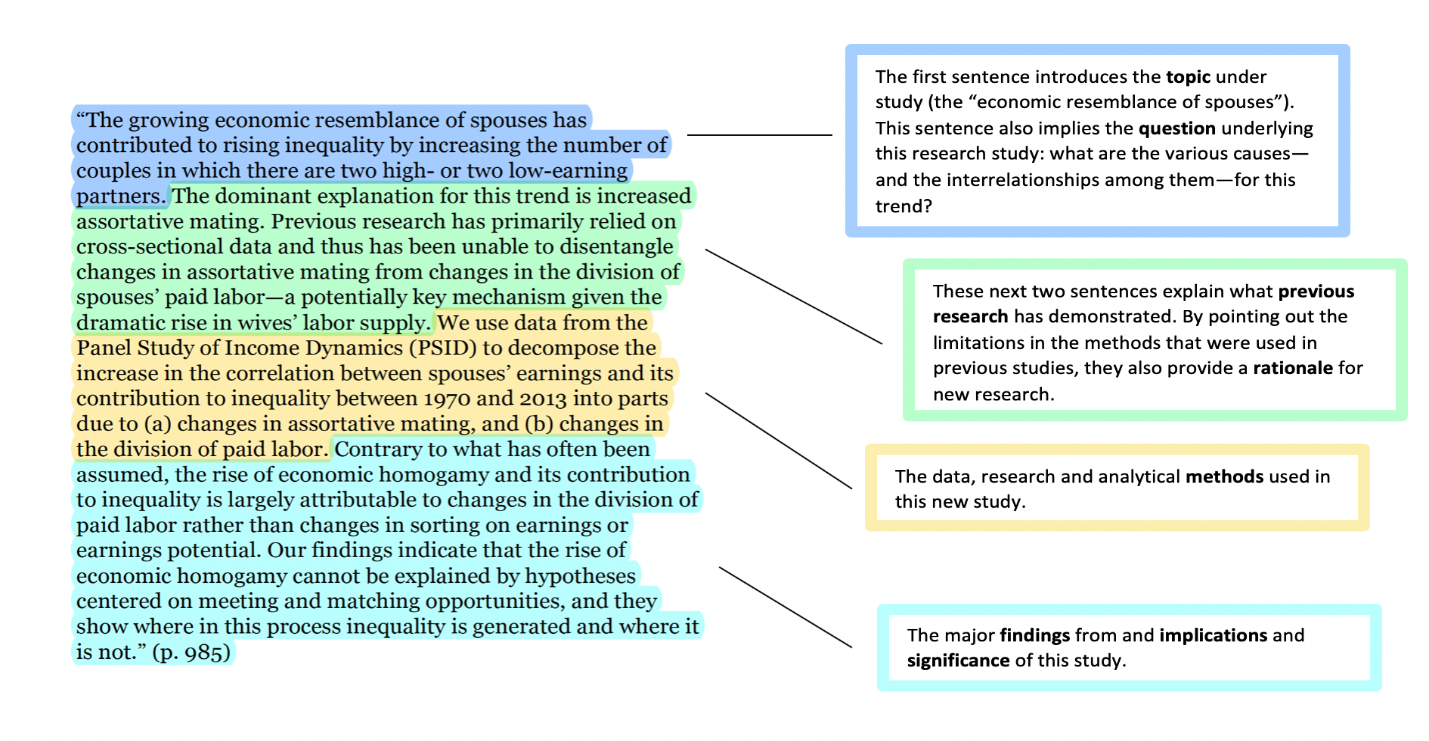 “The growing economic resemblance of spouses has
contributed to rising inequality by increasing the number of
couples in which there are two high- or two low-earning
partners. The dominant explanation for this trend is increased
assortative mating. Previous research has primarily relied on
cross-sectional data and thus has been unable to disentangle
changes in assortative mating from changes in the division of
spouses’ paid labor—a potentially key mechanism given the
dramatic rise in wives’ labor supply. We use data from the
Panel Study of Income Dynamics (PSID) to decompose the
increase in the correlation between spouses’ earnings and its
contribution to inequality between 1970 and 2013 into parts
due to (a) changes in assortative mating, and (b) changes in
the division of paid labor. Contrary to what has often been
assumed, the rise of economic homogamy and its contribution
to inequality is largely attributable to changes in the division of
paid labor rather than changes in sorting on earnings or
earnings potential. Our findings indicate that the rise of
economic homogamy cannot be explained by hypotheses
centered on meeting and matching opportunities, and they
show where in this process inequality is generated and where it
is not.” (p. 985)
The first sentence introduces the topic under
study (the “economic resemblance of spouses”).
This sentence also implies the question underlying
this research study: what are the various causes—
and the interrelationships among them—for this
trend?
These next two sentences explain what previous
research has demonstrated. By pointing out the
limitations in the methods that were used in
previous studies, they also provide a rationale for
new research.
The data, research and analytical methods used in
this new study.
The major findings from and implications and
significance of this study.